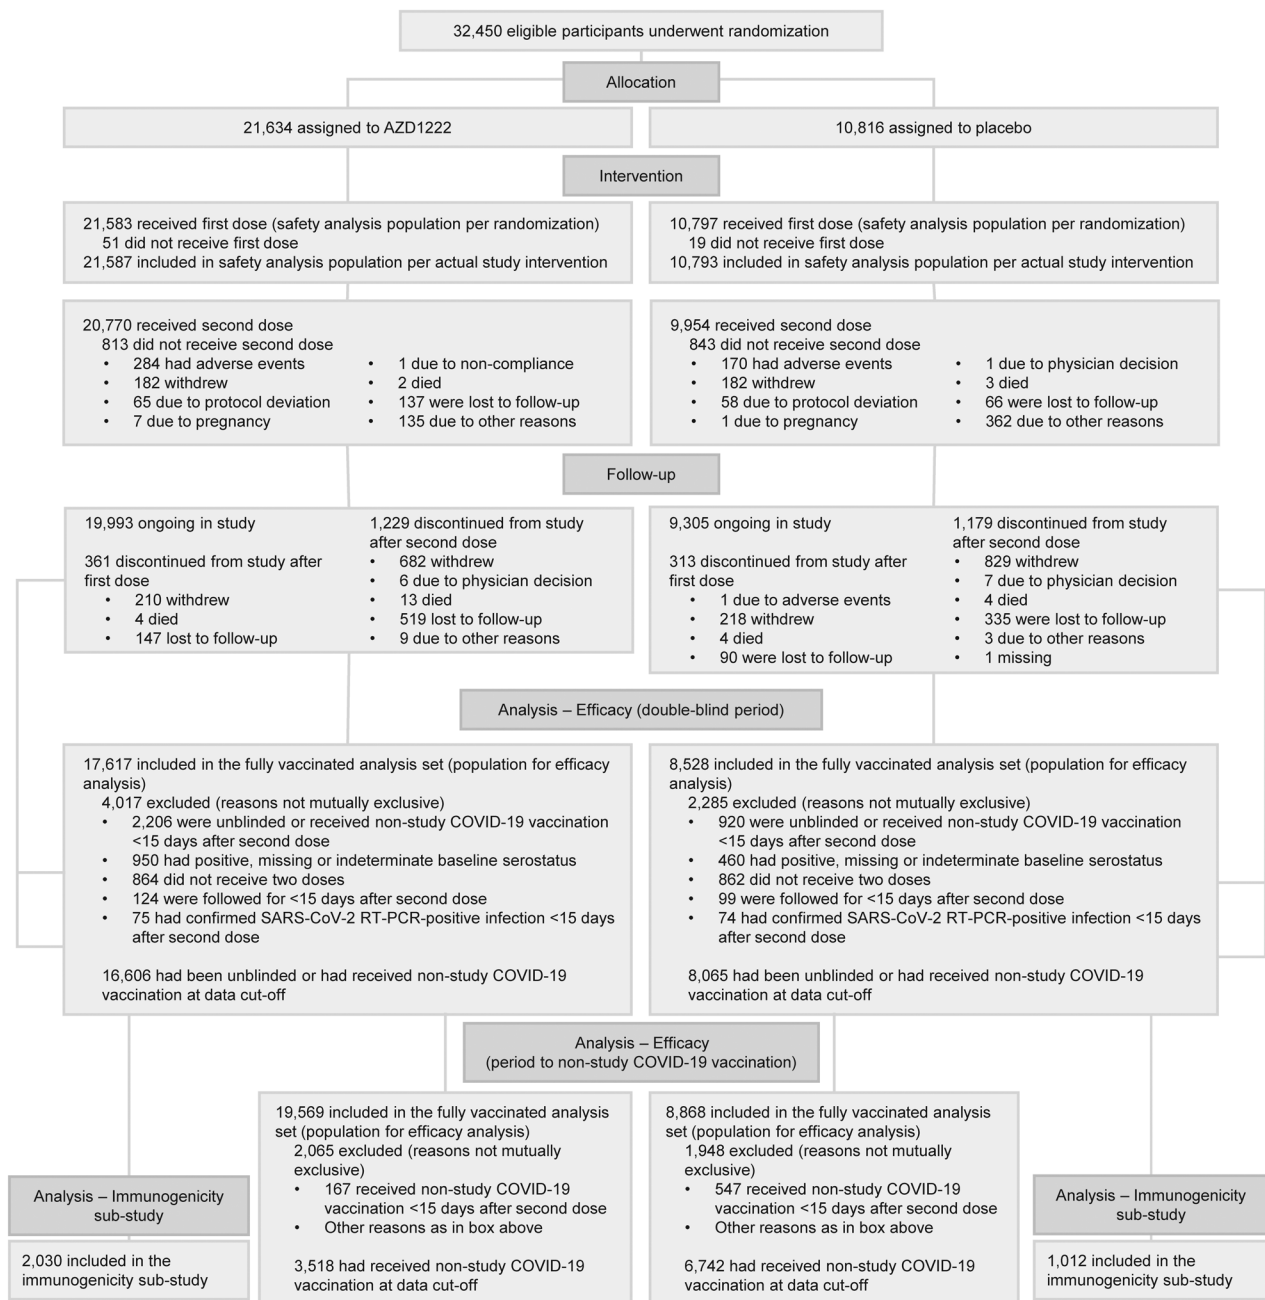 32,450 eligible participants underwent randomization
Allocation
21,634 assigned to AZD1222
10,816 assigned to placebo
Intervention
21,583 received first dose (safety analysis population per randomization)
51 did not receive first dose
21,587 included in safety analysis population per actual study intervention
10,797 received first dose (safety analysis population per randomization)
19 did not receive first dose
10,793 included in safety analysis population per actual study intervention
20,770 received second dose
813 did not receive second dose
• 284 had adverse events
• 182 withdrew
• 65 due to protocol deviation
• 7 due to pregnancy
• 1 due to non-compliance
• 2 died
• 137 were lost to follow-up
• 135 due to other reasons
9,954 received second dose
843 did not receive second dose
• 170 had adverse events
• 182 withdrew
• 58 due to protocol deviation
• 1 due to pregnancy
• 1 due to physician decision
• 3 died
• 66 were lost to follow-up
• 362 due to other reasons
Follow-up
19,993 ongoing in study
361 discontinued from study after
first dose
• 210 withdrew
• 4 died
• 147 lost to follow-up
1,229 discontinued from study
after second dose
• 682 withdrew
• 6 due to physician decision
• 13 died
• 519 lost to follow-up
• 9 due to other reasons
9,305 ongoing in study
313 discontinued from study after
first dose
• 1 due to adverse events
• 218 withdrew
• 4 died
• 90 were lost to follow-up
1,179 discontinued from study
after second dose
• 829 withdrew
• 7 due to physician decision
• 4 died
• 335 were lost to follow-up
• 3 due to other reasons
• 1 missing
Analysis – Efficacy (double-blind period)
17,617 included in the fully vaccinated analysis set (population for efficacy
analysis)
4,017 excluded (reasons not mutually exclusive)
• 2,206 were unblinded or received non-study COVID-19 vaccination
<15 days after second dose
• 950 had positive, missing or indeterminate baseline serostatus
• 864 did not receive two doses
• 124 were followed for <15 days after second dose
• 75 had confirmed SARS-CoV-2 RT-PCR-positive infection <15 days
after second dose
16,606 had been unblinded or had received non-study COVID-19
vaccination at data cut-off
8,528 included in the fully vaccinated analysis set (population for efficacy
analysis)
2,285 excluded (reasons not mutually exclusive)
• 920 were unblinded or received non-study COVID-19 vaccination
<15 days after second dose
• 460 had positive, missing or indeterminate baseline serostatus
• 862 did not receive two doses
• 99 were followed for <15 days after second dose
• 74 had confirmed SARS-CoV-2 RT-PCR-positive infection <15 days
after second dose
8,065 had been unblinded or had received non-study COVID-19
vaccination at data cut-off
Analysis – Efficacy
(period to non-study COVID-19 vaccination)
19,569 included in the fully vaccinated analysis
set (population for efficacy analysis)
2,065 excluded (reasons not mutually
exclusive)
• 167 received non-study COVID-19
vaccination <15 days after second dose
• Other reasons as in box above
3,518 had received non-study COVID-19
vaccination at data cut-off
8,868 included in the fully vaccinated analysis
set (population for efficacy analysis)
1,948 excluded (reasons not mutually
exclusive)
• 547 received non-study COVID-19
vaccination <15 days after second dose
• Other reasons as in box above
6,742 had received non-study COVID-19
vaccination at data cut-off
Analysis – Immunogenicity
sub-study
2,030 included in the
immunogenicity sub-study
Analysis – Immunogenicity
sub-study
1,012 included in the
immunogenicity sub-study